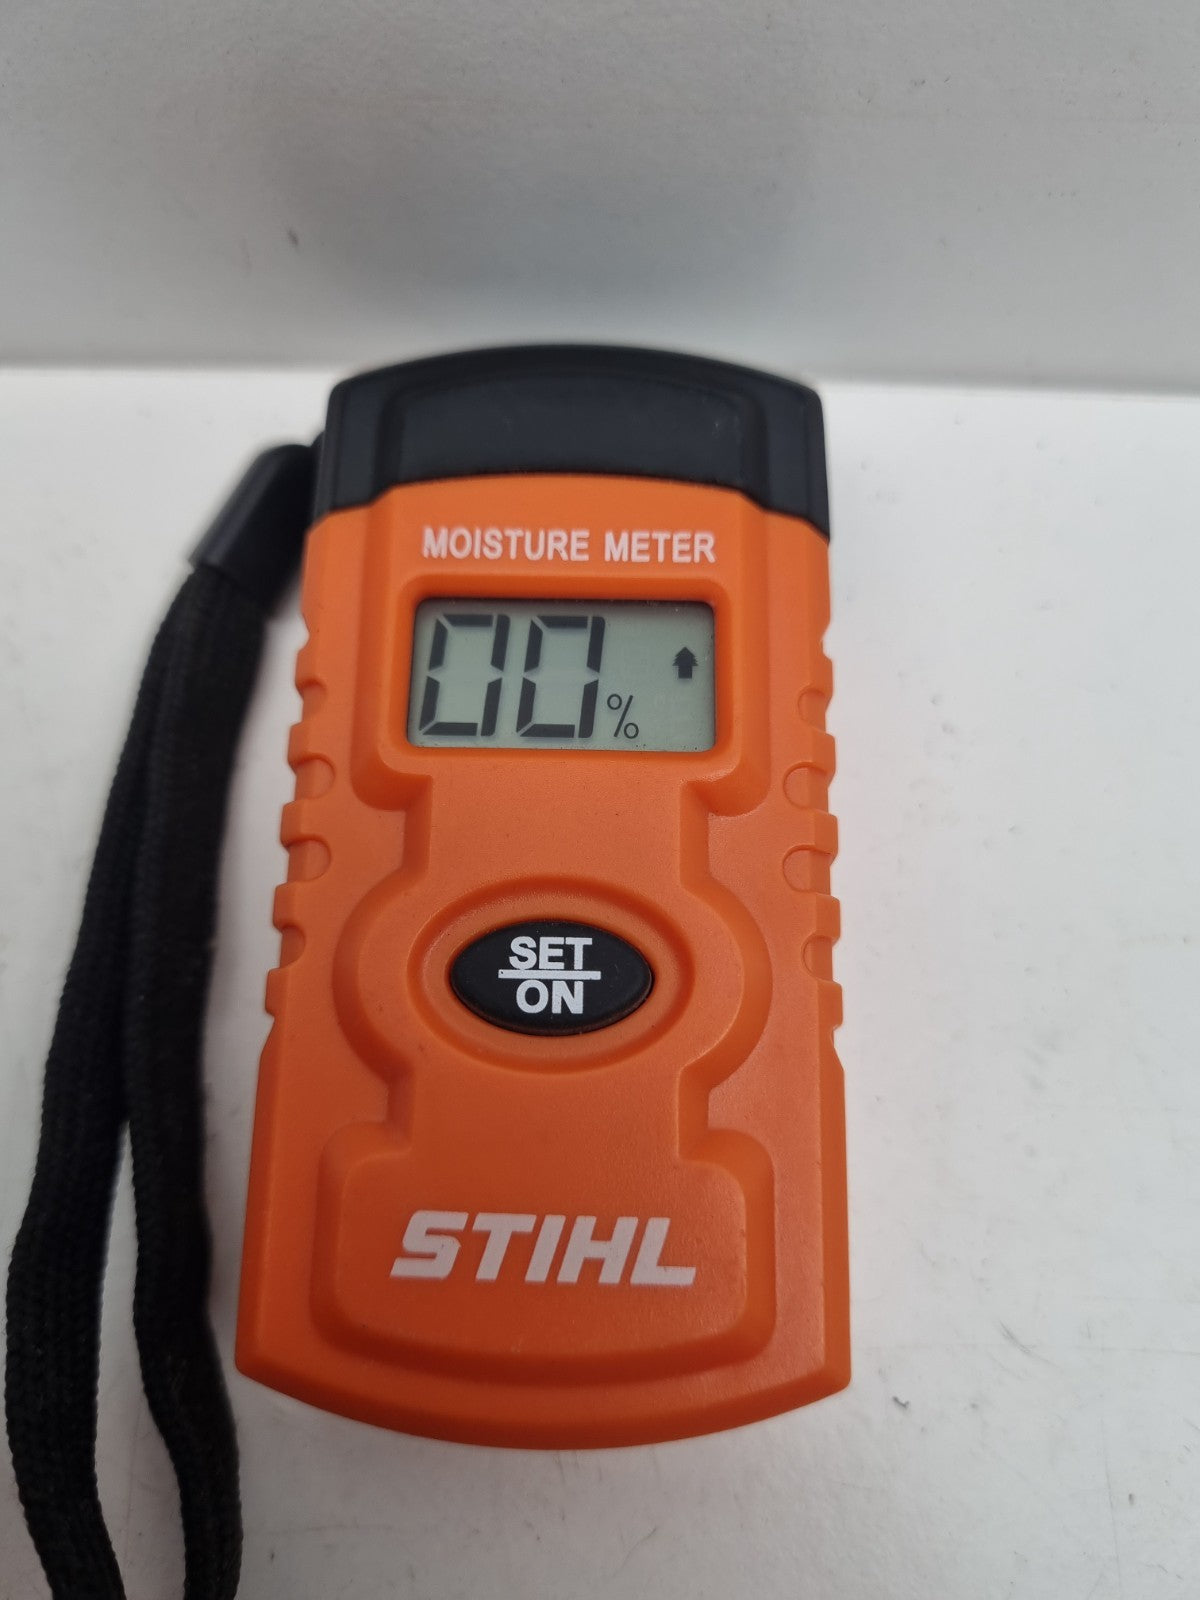 MOISTURE METER
00%
SET
ON
STIHL